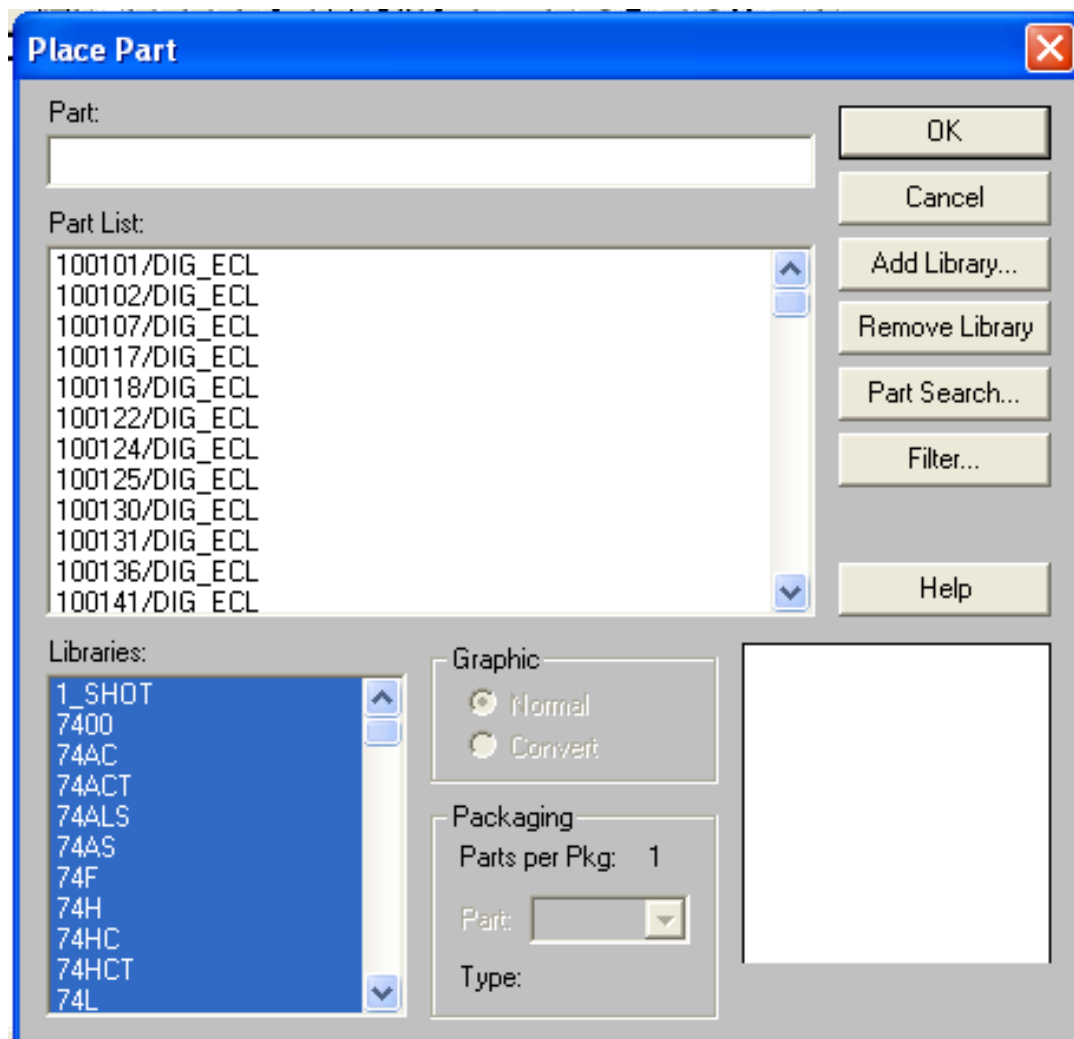 Place Part
Part:
OK
Cancel
Part List:
100101/DIG_ECL
100102/DIG_ECL
100107/DIG_ECL
100117/DIG_ECL
100118/DIG_ECL
100122/DIG_ECL
100124/DIG_ECL
100125/DIG_ECL
100130/DIG_ECL
100131/DIG_ECL
100136/DIG_ECL
100141/DIG_ECL
Add Library...
Remove Library
Part Search...
Filter...
Help
Libraries:
1_SHOT
7400
74AC
74ACT
74ALS
74AS
74F
74H
74HC
74HCT
74L
Graphic
Normal
Convert
Packaging
Parts per Pkg: 1
Part:
Type: